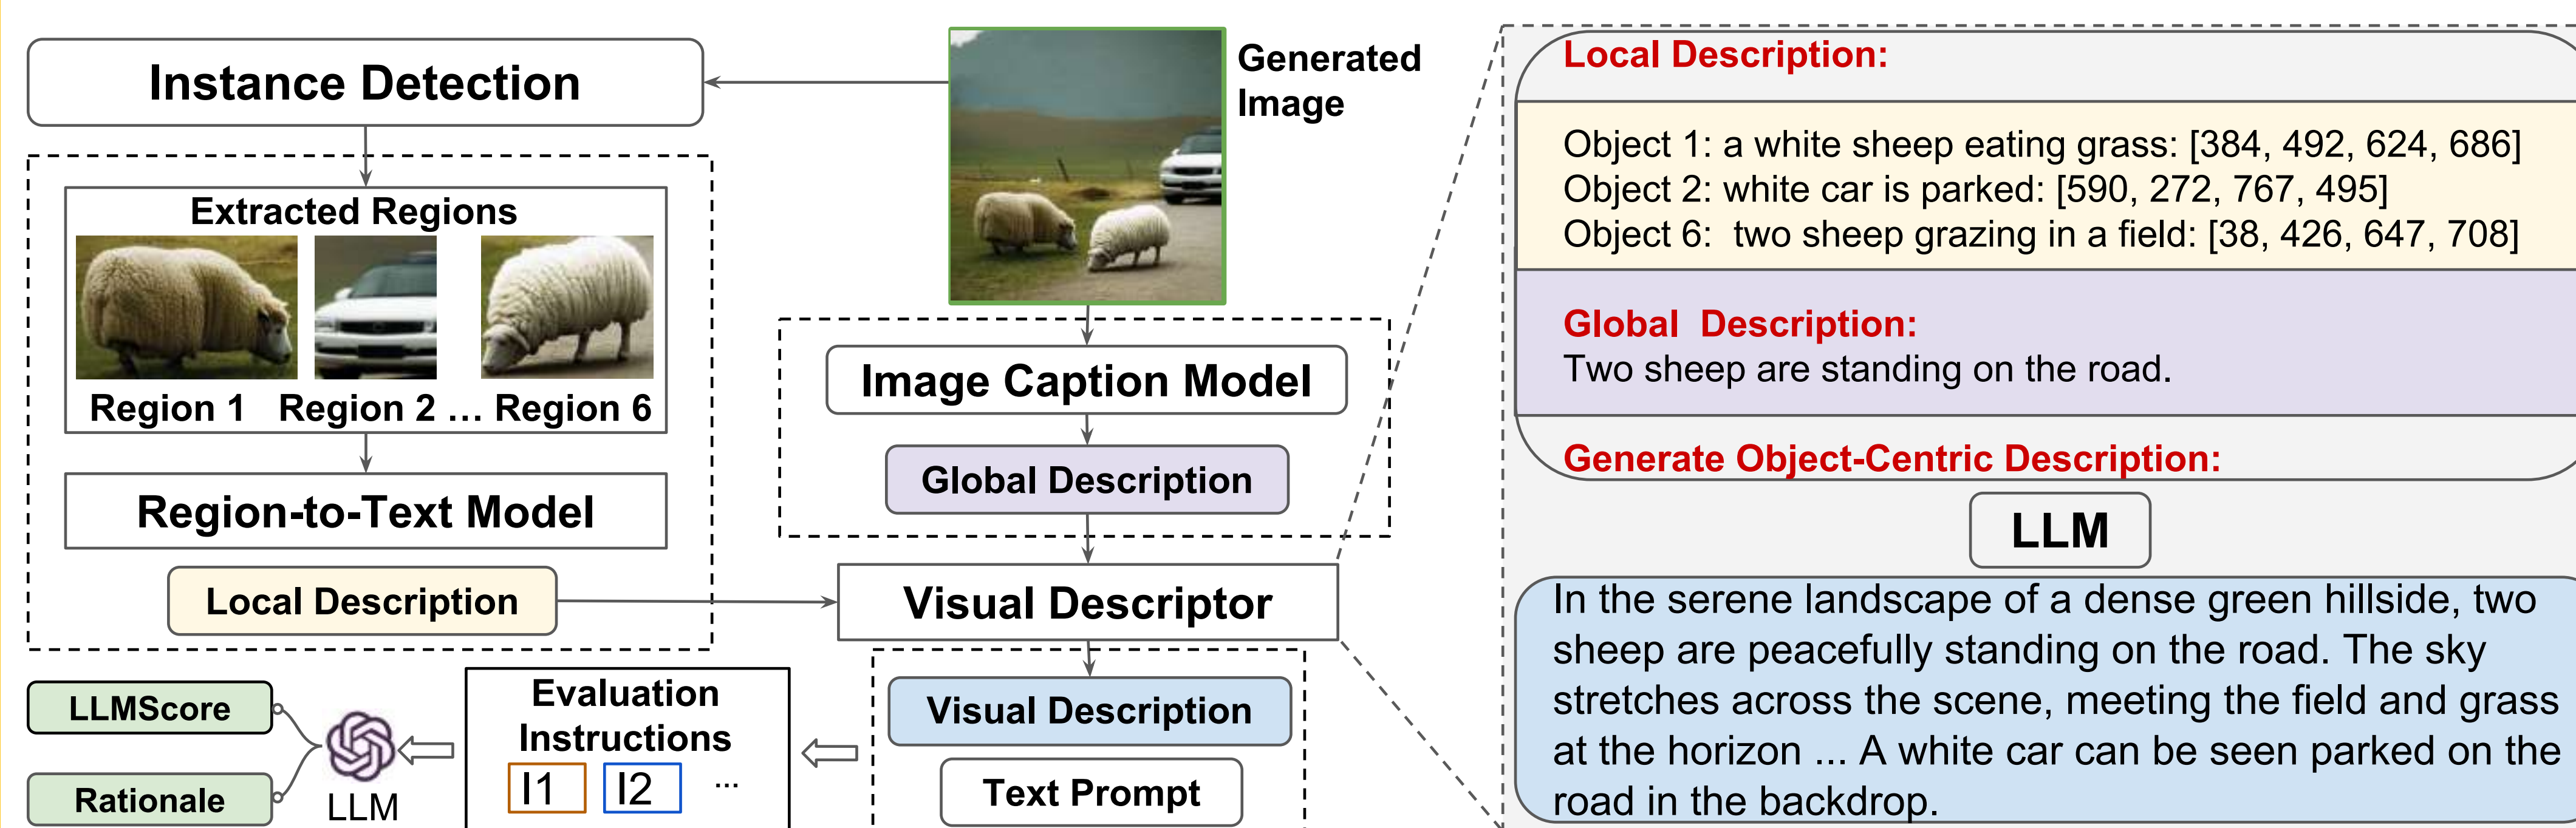 Instance Detection
Generated
Image
Extracted Regions
Region 1 Region 2 ... Region 6
Region-to-Text Model
Local Description
Image Caption Model
Global Description
Visual Descriptor
Visual Description
Text Prompt
Evaluation
Instructions
I1 I2 ...
LLM
LLMScore
Rationale
Local Description:
Object 1: a white sheep eating grass: [384, 492, 624, 686]
Object 2: white car is parked: [590, 272, 767, 495]
Object 6: two sheep grazing in a field: [38, 426, 647, 708]
Global Description:
Two sheep are standing on the road.
Generate Object-Centric Description:
LLM
In the serene landscape of a dense green hillside, two
sheep are peacefully standing on the road. The sky
stretches across the scene, meeting the field and grass
at the horizon ... A white car can be seen parked on the
road in the backdrop.